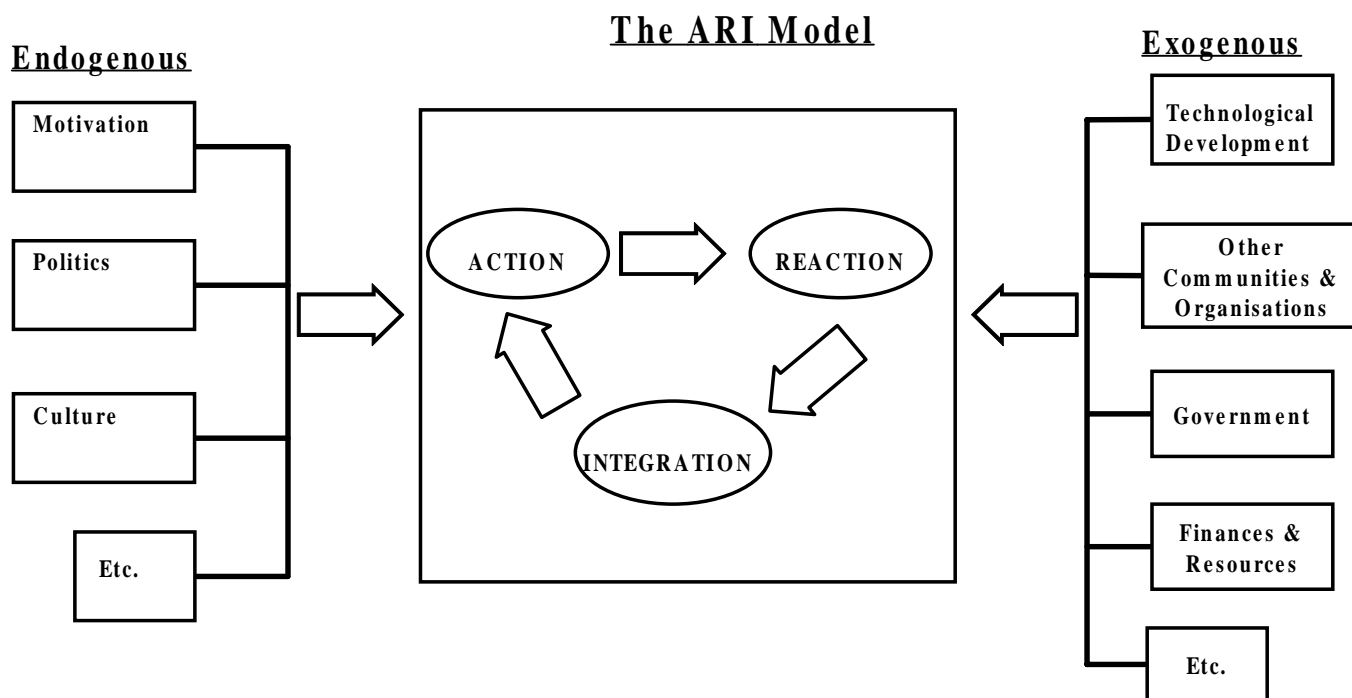 The ARI Model
Endogenous
Motivation
Politics
Culture
Etc.
ACTION
REACTION
INTEGRATION
Exogenous
Technological
Development
Other
Communities &
Organisations
Government
Finances &
Resources
Etc.